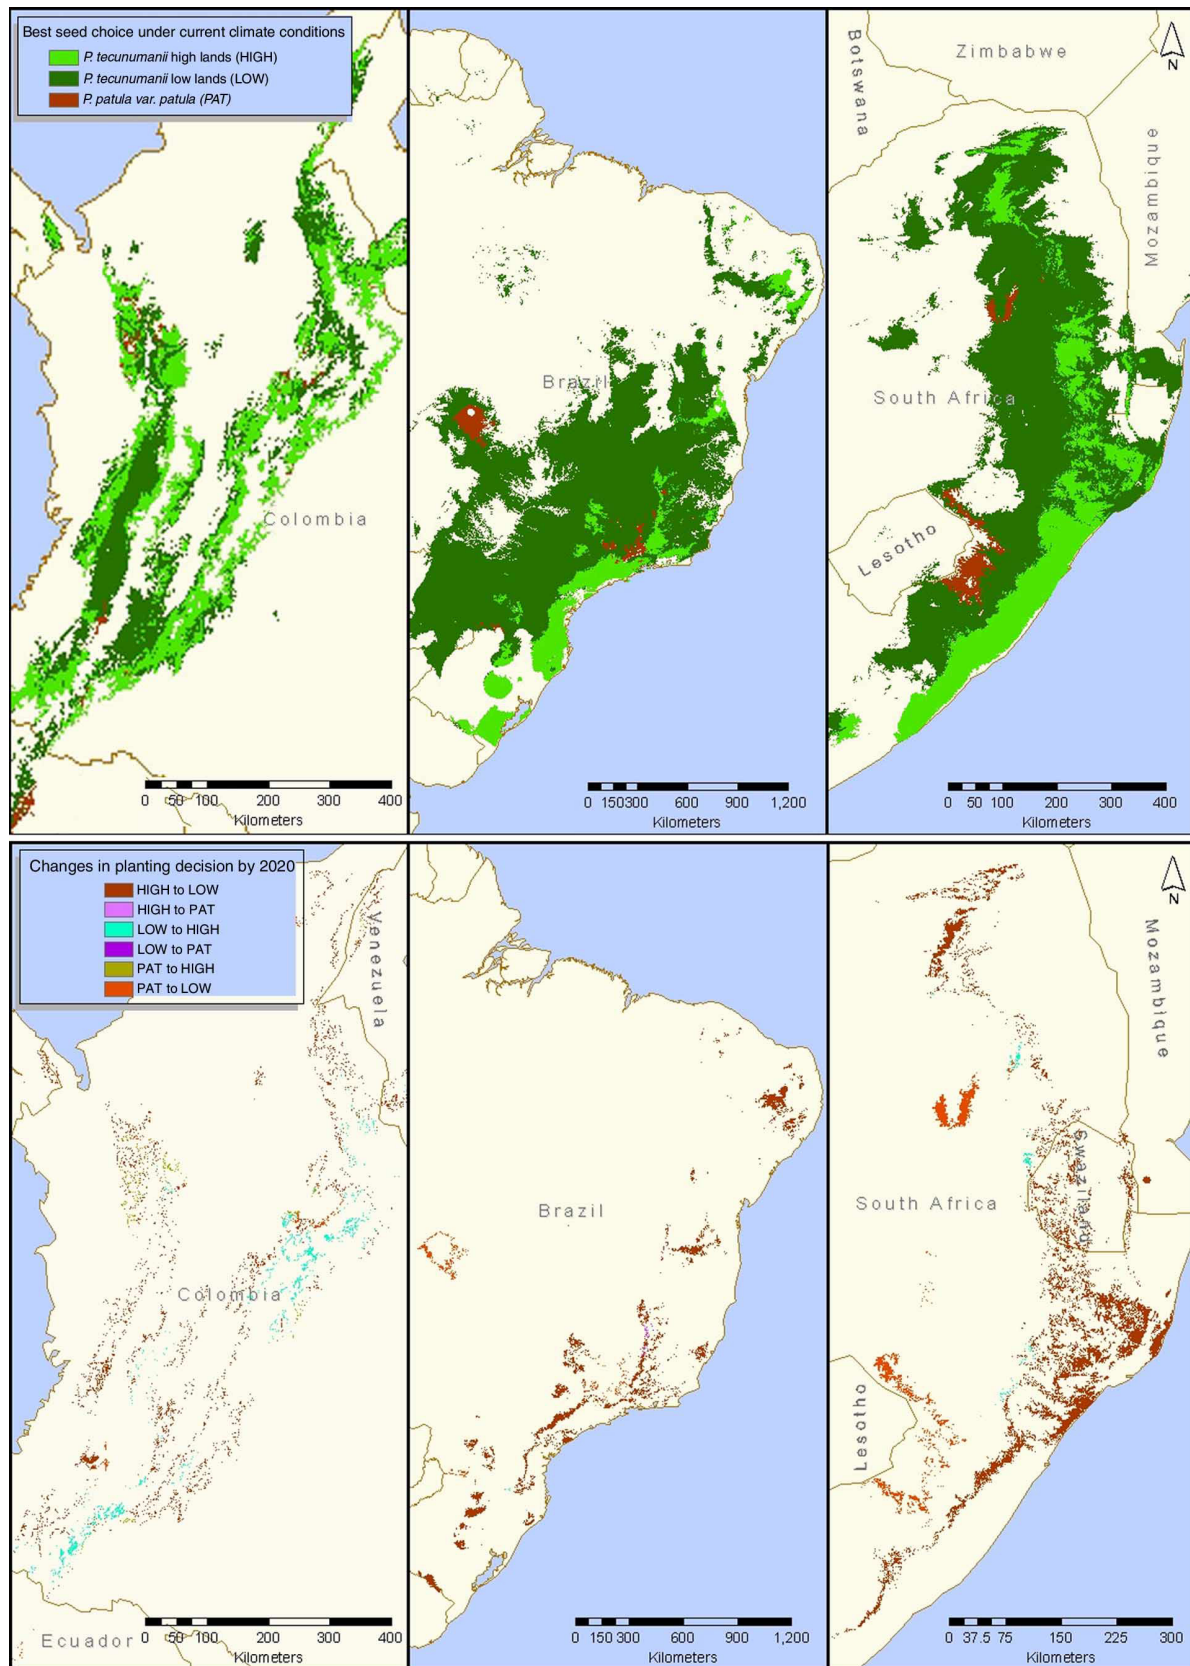 Best seed choice under current climate conditions
P. tecunumanii high lands (HIGH)
P. tecunumanii low lands (LOW)
P. patula var. patula (PAT)
Colombia
0 50 100 200 300 400
Kilometers
Brazil
0 150 300 600 900 1,200
Kilometers
Botswana
Zimbabwe
N
Mozambique
South Africa
Lesotho
0 50 100 200 300 400
Kilometers
Changes in planting decision by 2020
HIGH to LOW
HIGH to PAT
LOW to HIGH
LOW to PAT
PAT to HIGH
PAT to LOW
Venezuela
Colombia
Ecuador
0 50 100 200 300 400
Kilometers
Brazil
0 150 300 600 900 1,200
Kilometers
N
Mozambique
Swaziland
South Africa
Lesotho
0 37.5 75 150 225 300
Kilometers